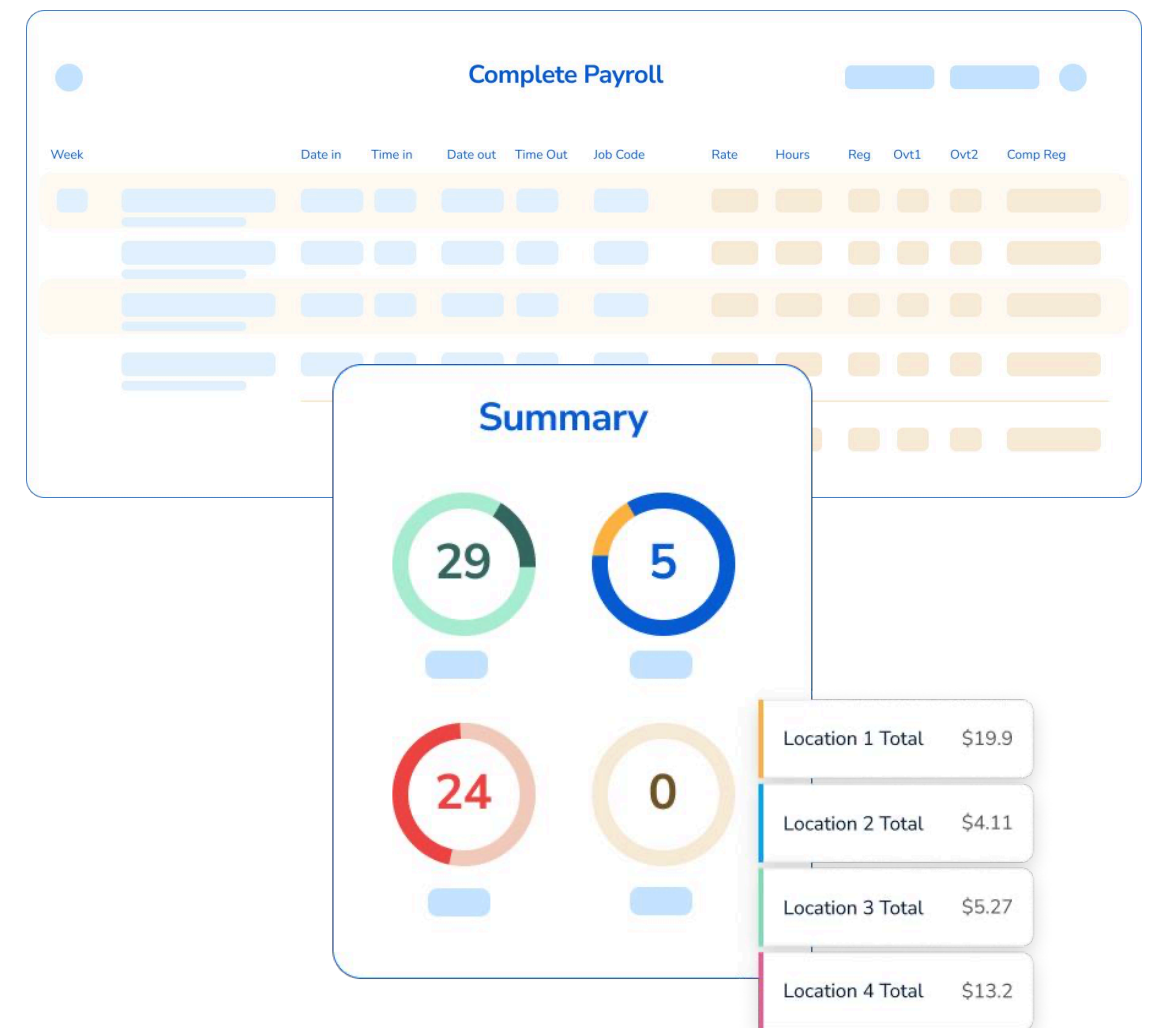 Complete Payroll
Week Date in Time in Date out Time Out Job Code Rate Hours Reg Ovt1 Ovt2 Comp Reg
Summary
29 5
24 0
Location 1 Total $19.9
Location 2 Total $4.11
Location 3 Total $5.27
Location 4 Total $13.2